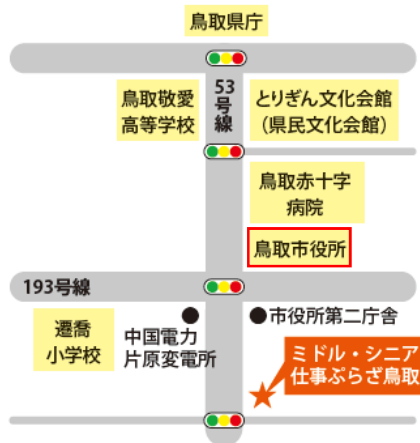 鳥取県庁
鳥取敬愛
高等学校
53号線
とりぎん文化会館
(県民文化会館)
鳥取赤十字
病院
鳥取市役所
193号線
遷喬
小学校
中国電力
片原変電所
市役所第二庁舎
ミドル・シニア
仕事ぷらざ鳥取